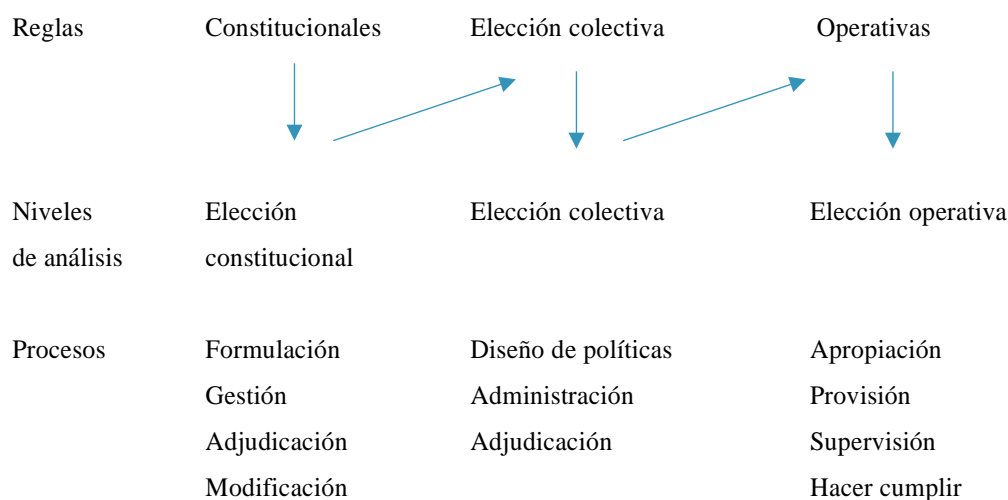 Reglas Constitucionales Elección colectiva Operativas
Niveles Elección Elección colectiva Elección operativa
de análisis constitucional
Procesos Formulación Diseño de políticas Apropiación
Gestión Administración Provisión
Adjudicación Adjudicación Supervisión
Modificación Hacer cumplir